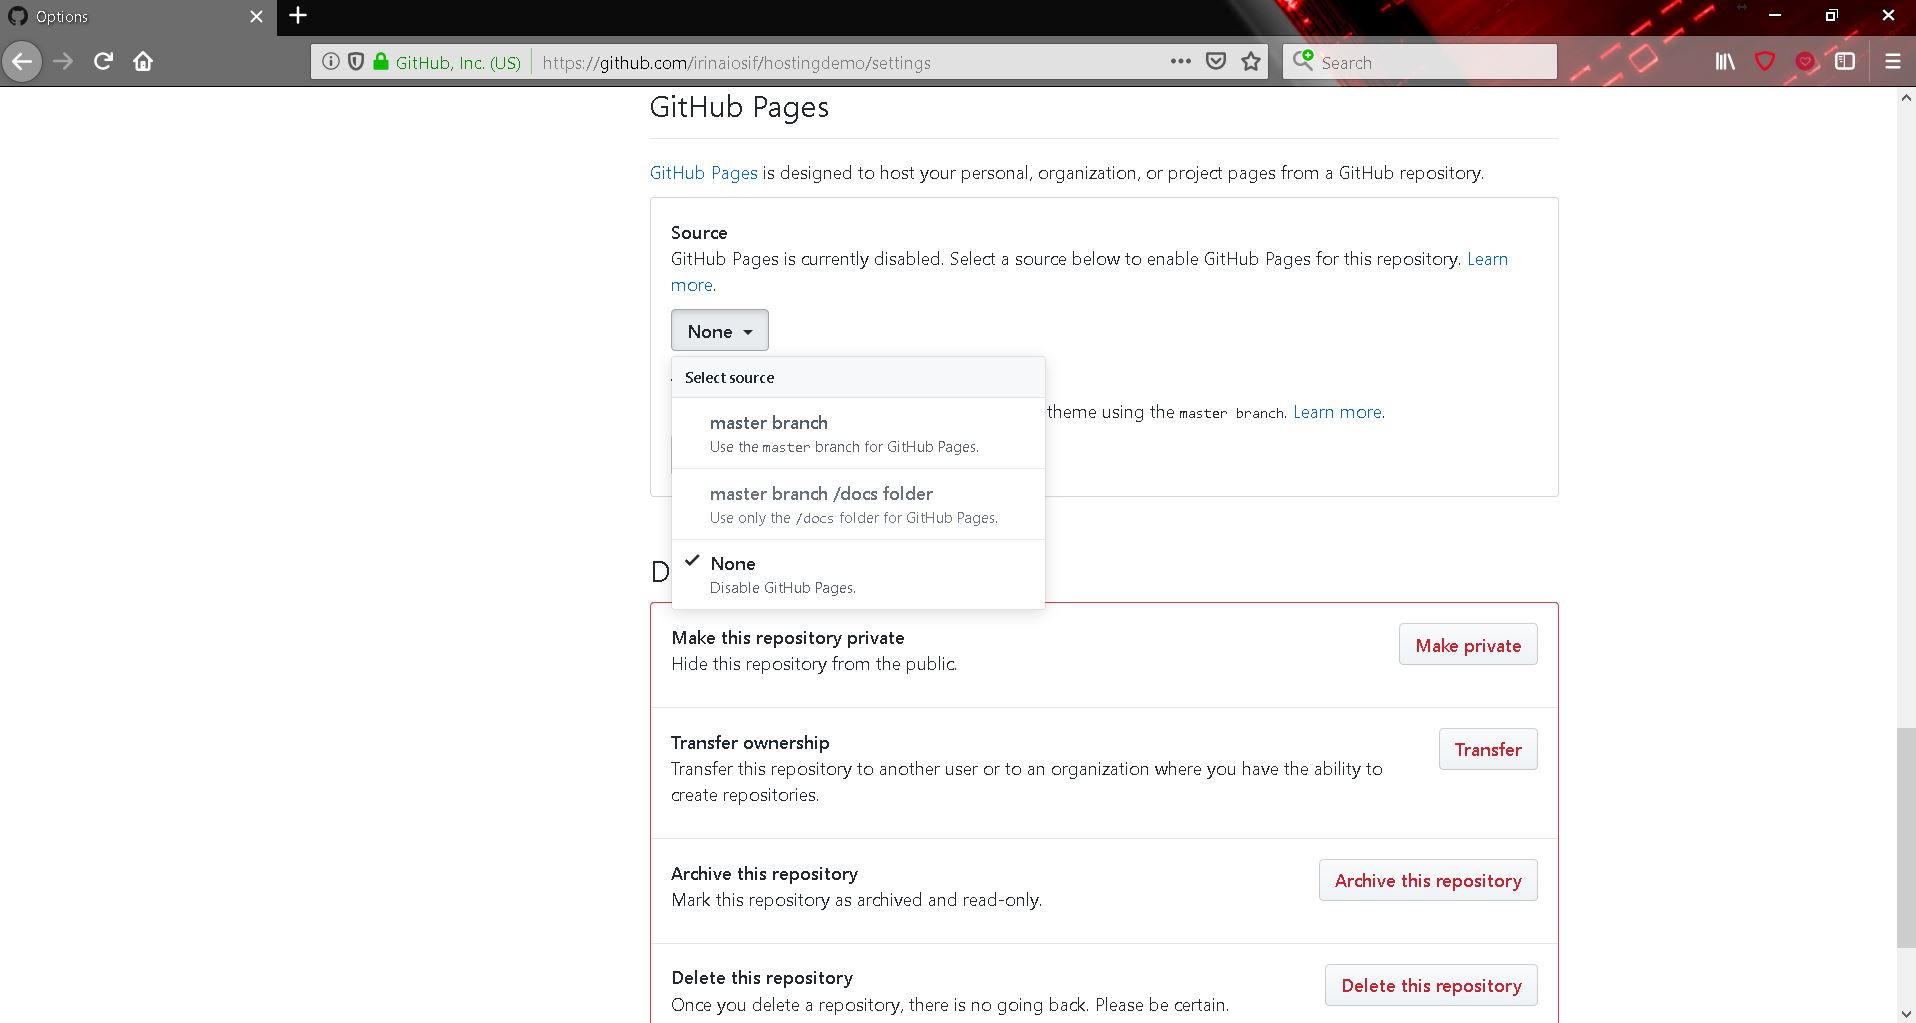 Options
GitHub, Inc. (US)
https://github.com/irinaiosif/hostingdemo/settings
Search
GitHub Pages
GitHub Pages is designed to host your personal, organization, or project pages from a GitHub repository.
Source
GitHub Pages is currently disabled. Select a source below to enable GitHub Pages for this repository. Learn
more.
None
Select source
master branch
Use the master branch for GitHub Pages.
master branch /docs folder
Use only the /docs folder for GitHub Pages.
None
Disable GitHub Pages.
theme using the master branch. Learn more.
D
Make this repository private
Hide this repository from the public.
Make private
Transfer ownership
Transfer this repository to another user or to an organization where you have the ability to
create repositories.
Transfer
Archive this repository
Mark this repository as archived and read-only.
Archive this repository
Delete this repository
Once you delete a repository, there is no going back. Please be certain.
Delete this repository